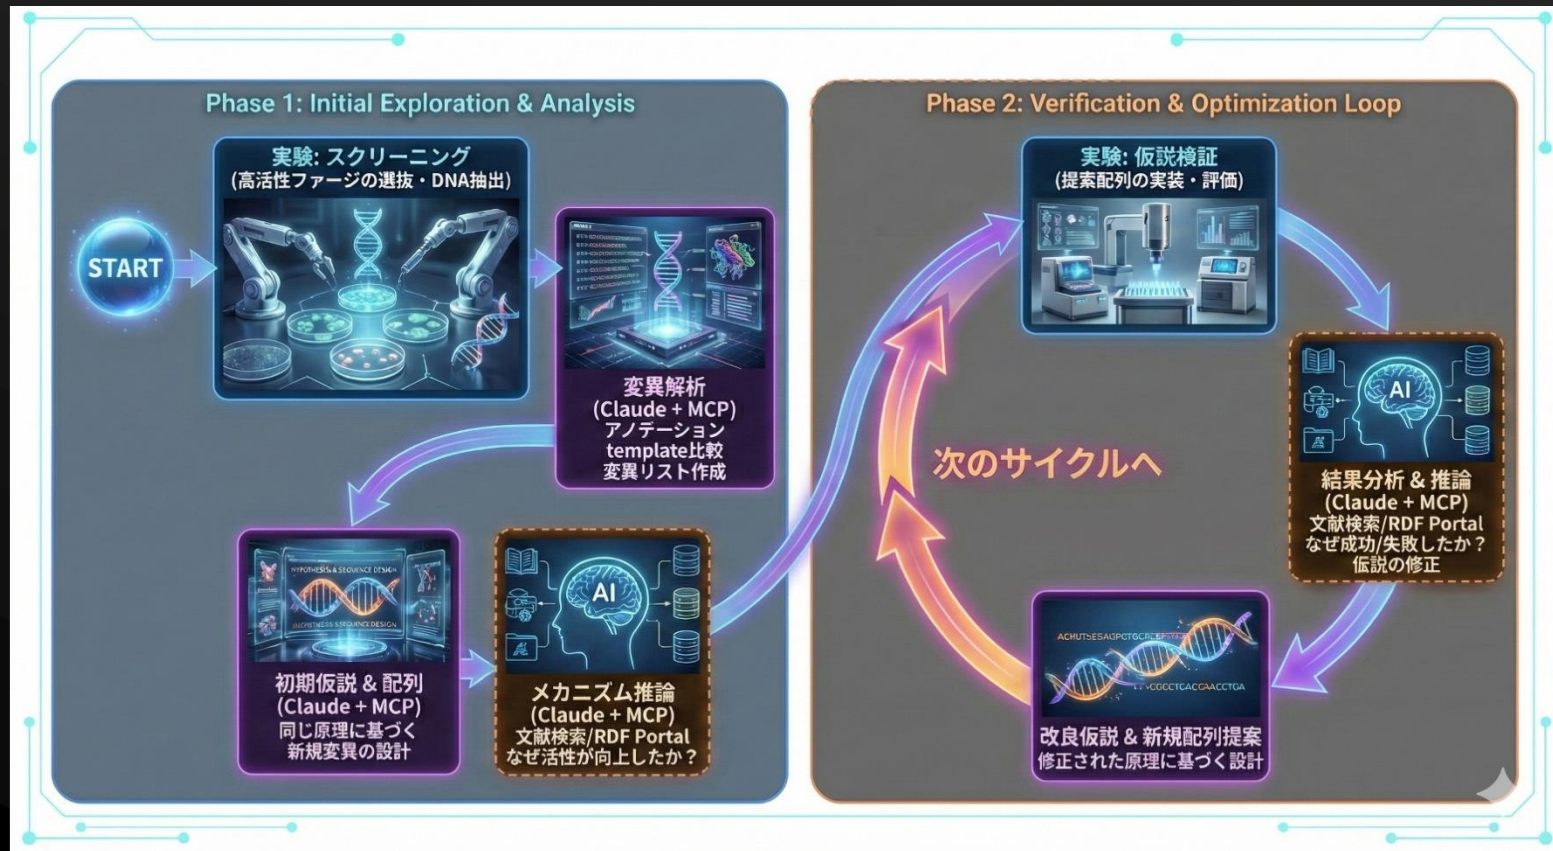 Phase 1: Initial Exploration & Analysis
実験: スクリーニング
(高活性ファージの選抜・DNA抽出)
START
変異解析
(Claude + MCP)
アノデーション
template比較
変異リスト作成
HYPOTHESIS & SEQUENCE DESIGN
初期仮説 & 配列
(Claude + MCP)
同じ原理に基づく
新規変異の設計
AI
メカニズム推論
(Claude + MCP)
文献検索/RDF Portal
なぜ活性が向上したか？
Phase 2: Verification & Optimization Loop
実験: 仮説検証
(提素配列の実装・評価)
AI
結果分析 & 推論
(Claude + MCP)
文献検索/RDF Portal
なぜ成功/失敗したか？
仮説の修正
改良仮説 & 新規配列提案
修正された原理に基づく設計
次のサイクルへ